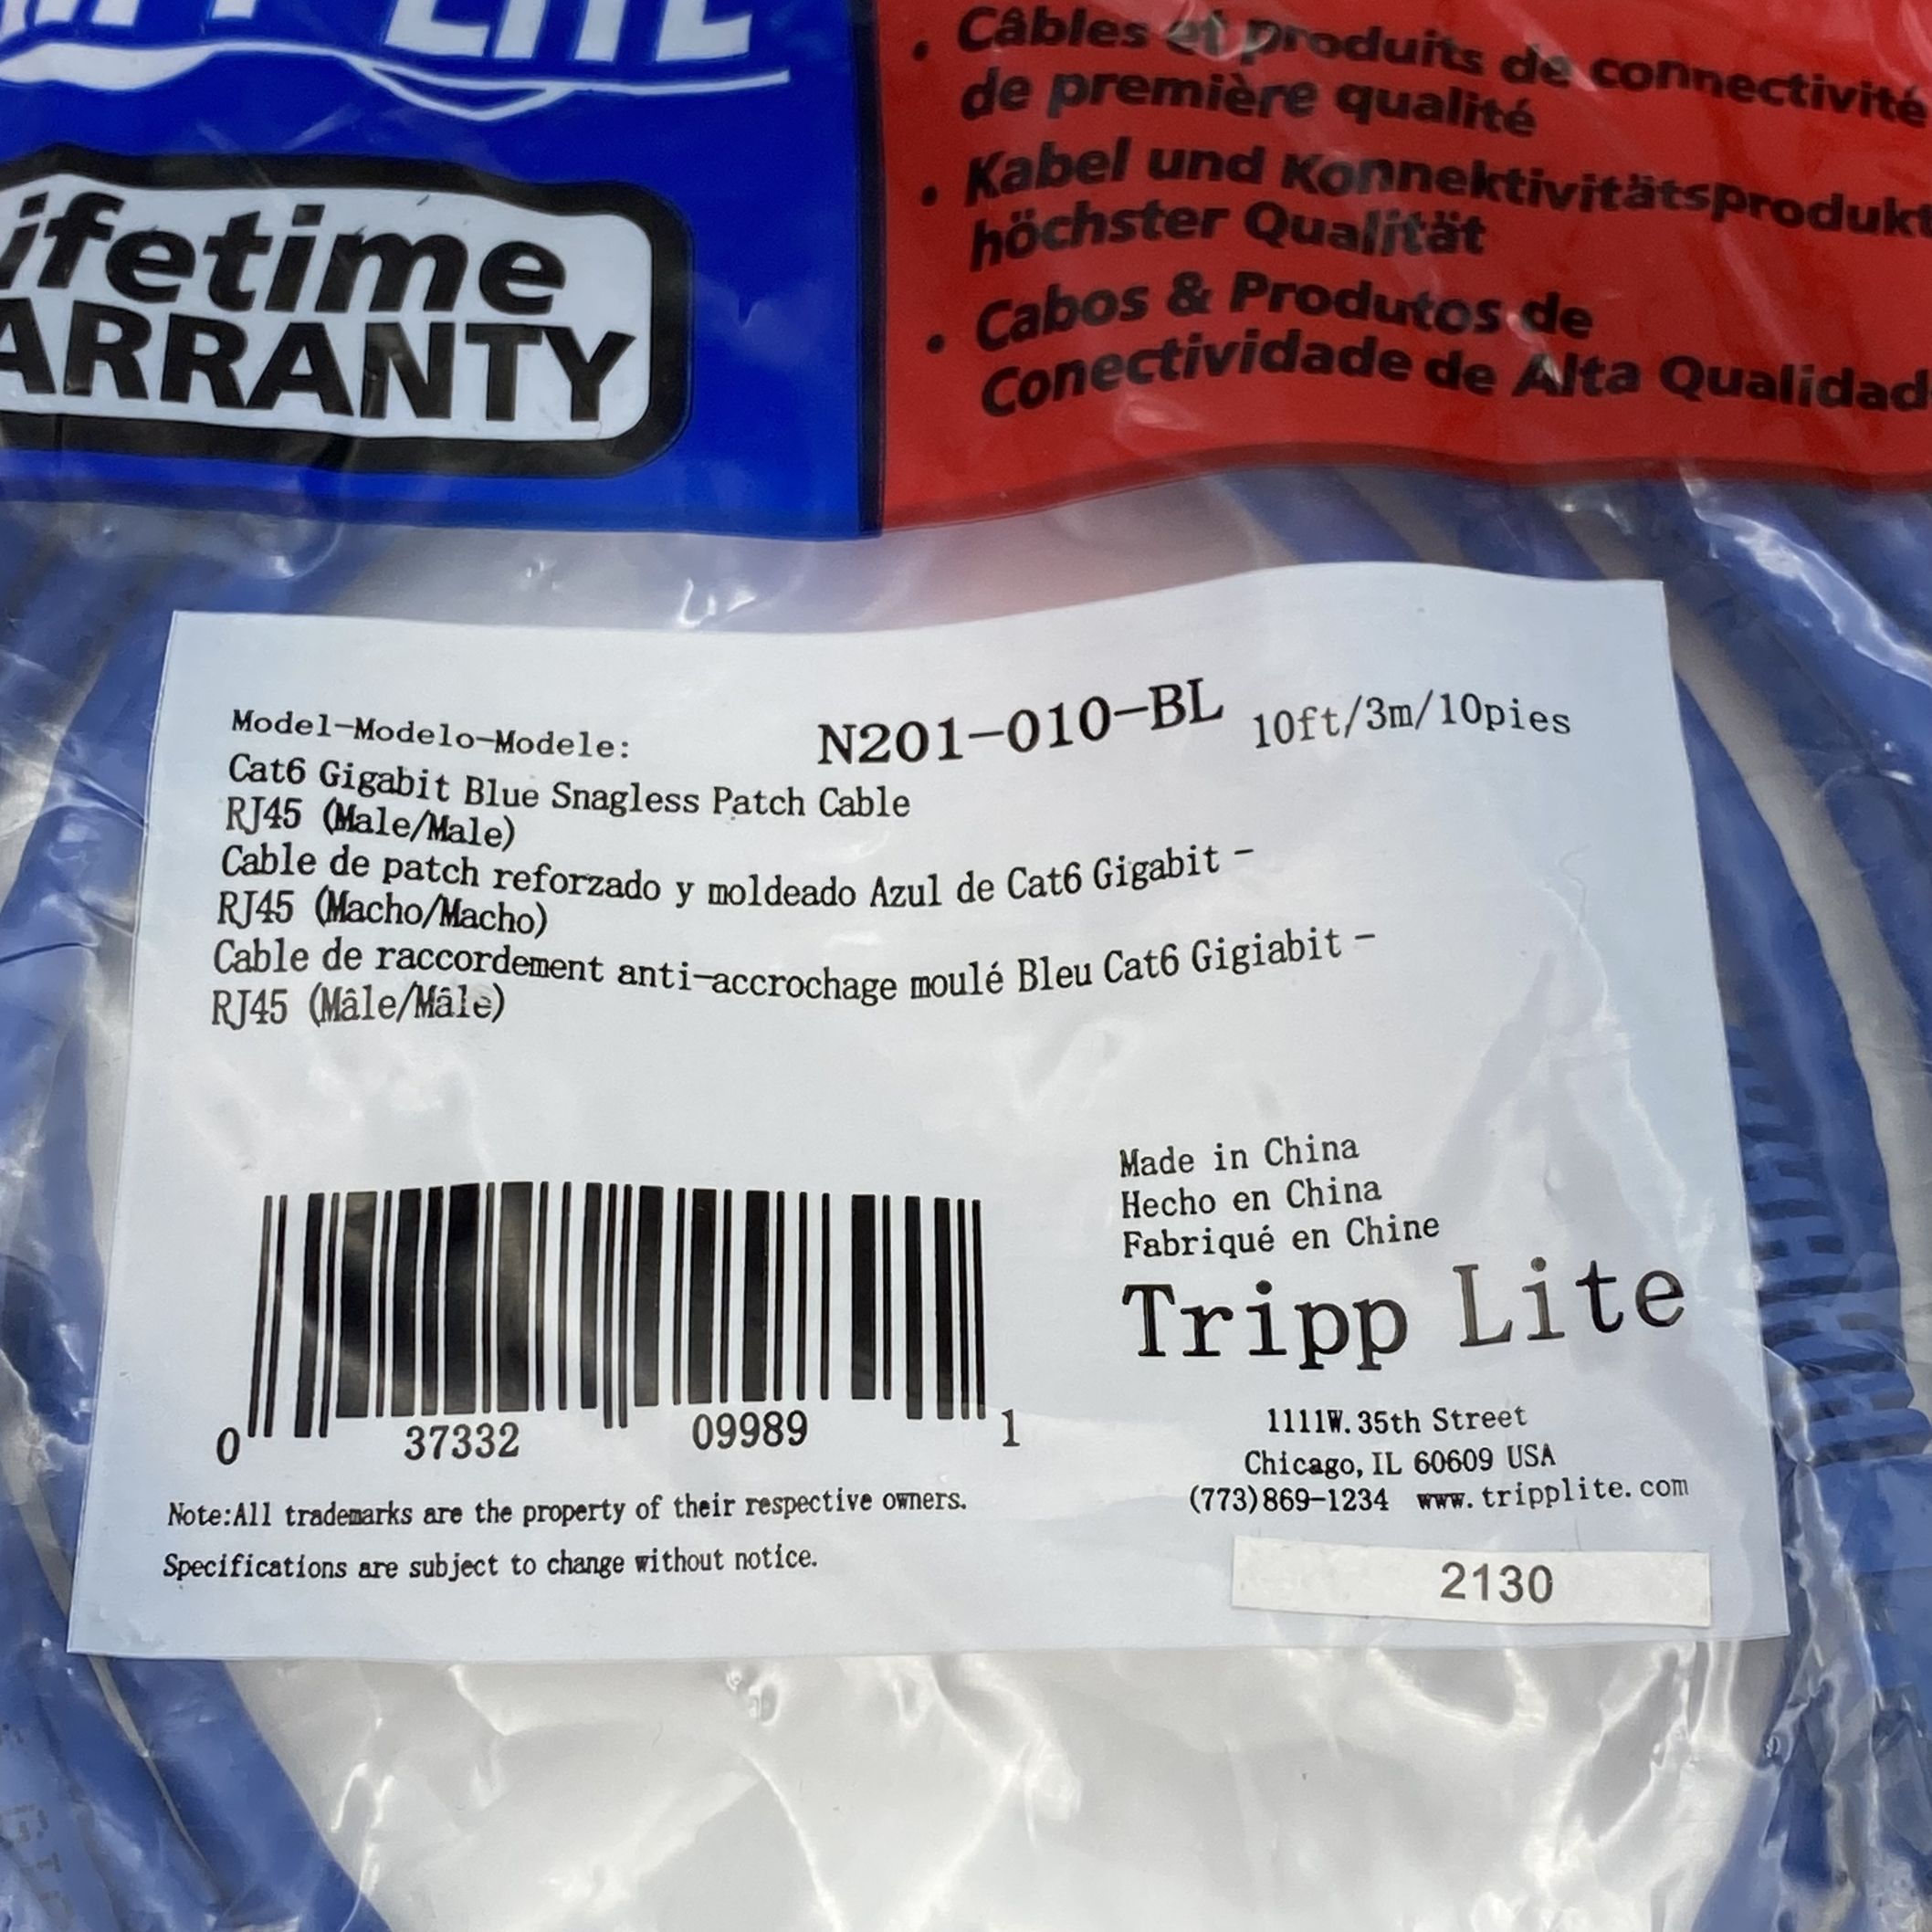 LITE
ifetime
ARRANTY
• Câbles et produits de connectivité
de première qualité
• Kabel und Konnektivitätsprodukt
höchster Qualität
• Cabos & Produtos de
Conectividade de Alta Qualidad
Model-Modelo-Modele: N201-010-BL 10ft/3m/10pies
Cat6 Gigabit Blue Snagless Patch Cable
RJ45 (Male/Male)
Cable de patch reforzado y moldeado Azul de Cat6 Gigabit -
RJ45 (Macho/Macho)
Cable de raccordement anti-accrochage moulé Bleu Cat6 Gigiabit -
RJ45 (Mâle/Mâle)
Made in China
Hecho en China
Fabriqué en Chine
Tripp Lite
1111W. 35th Street
Chicago, IL 60609 USA
(773)869-1234 www.tripplite.com
2130
0 37332 09989 1
Note:All trademarks are the property of their respective owners.
Specifications are subject to change without notice.